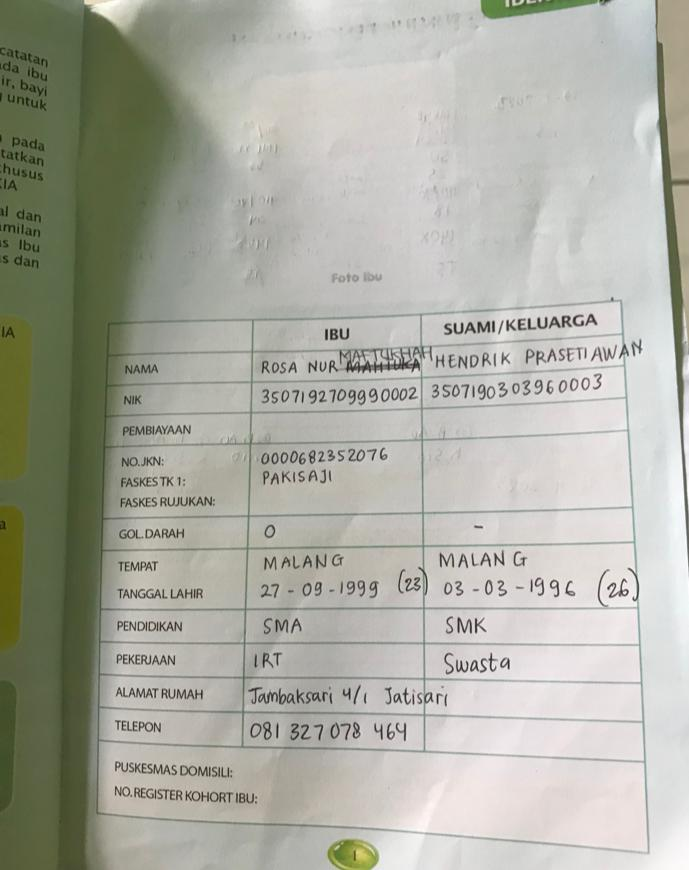 catatan
da ibu
ir, bayi
untuk
pada
tatkan
husus
KIA
al dan
milan
s Ibu
s dan
IA
a
Foto Ibu
IBU SUAMI/KELUARGA
NAMA ROSA NUR MAFTUKHAH HENDRIK PRASETIAWAN
NIK 3507192709990002 3507190303960003
PEMBIAYAAN
NO.JKN: 0000682352076
FASKES TK 1: PAKISAJI
FASKES RUJUKAN:
GOL.DARAH O -
TEMPAT MALANG MALANG
TANGGAL LAHIR 27-09-1999 (23) 03-03-1996 (26)
PENDIDIKAN SMA SMK
PEKERJAAN IRT Swasta
ALAMAT RUMAH Jambaksari 4/1 Jatisari
TELEPON 081 327 078 464
PUSKESMAS DOMISILI:
NO.REGISTER KOHORT IBU:
1